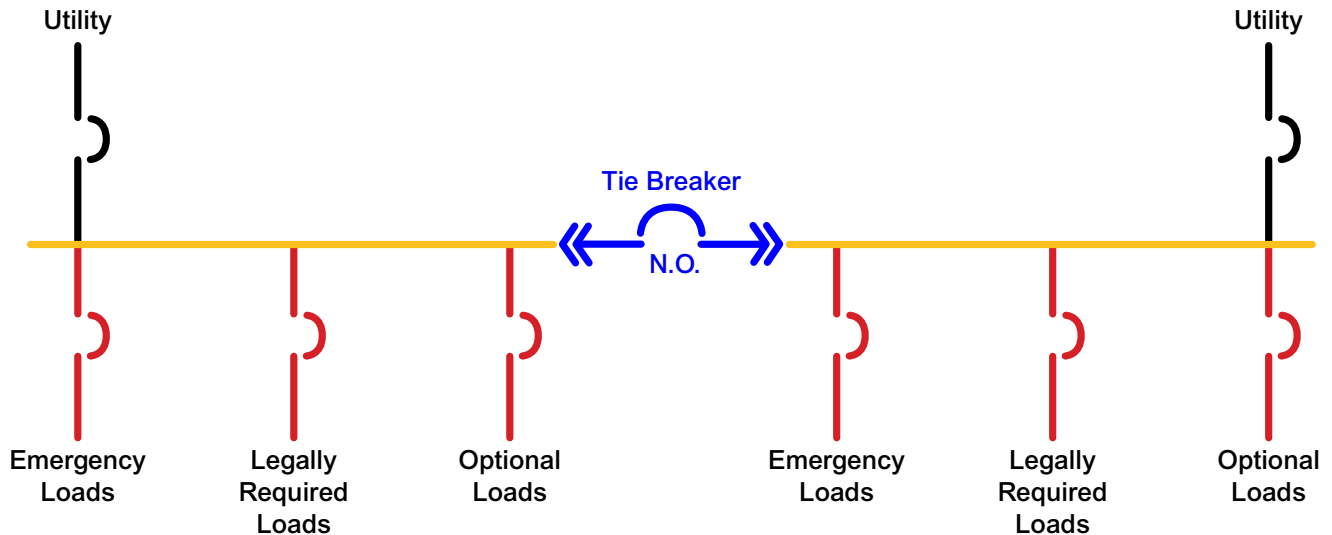 Utility
Utility
Tie Breaker
N.O.
Emergency
Loads
Legally
Required
Loads
Optional
Loads
Emergency
Loads
Legally
Required
Loads
Optional
Loads